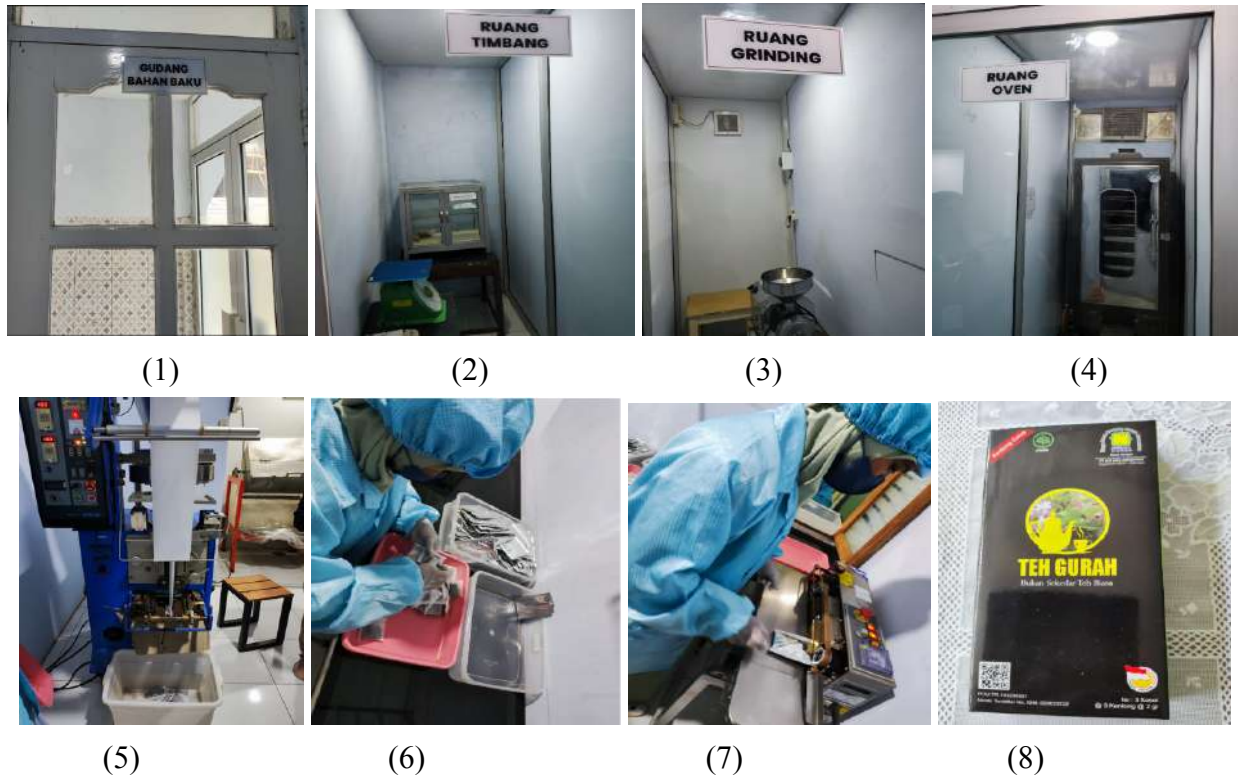 GUDANG
BAHAN BAKU
RUANG
TIMBANG
RUANG
GRINDING
RUANG
OVEN
(1)
(2)
(3)
(4)
TEH GURAH
Bukan Sekedar Teh Biasa
(5)
(6)
(7)
(8)